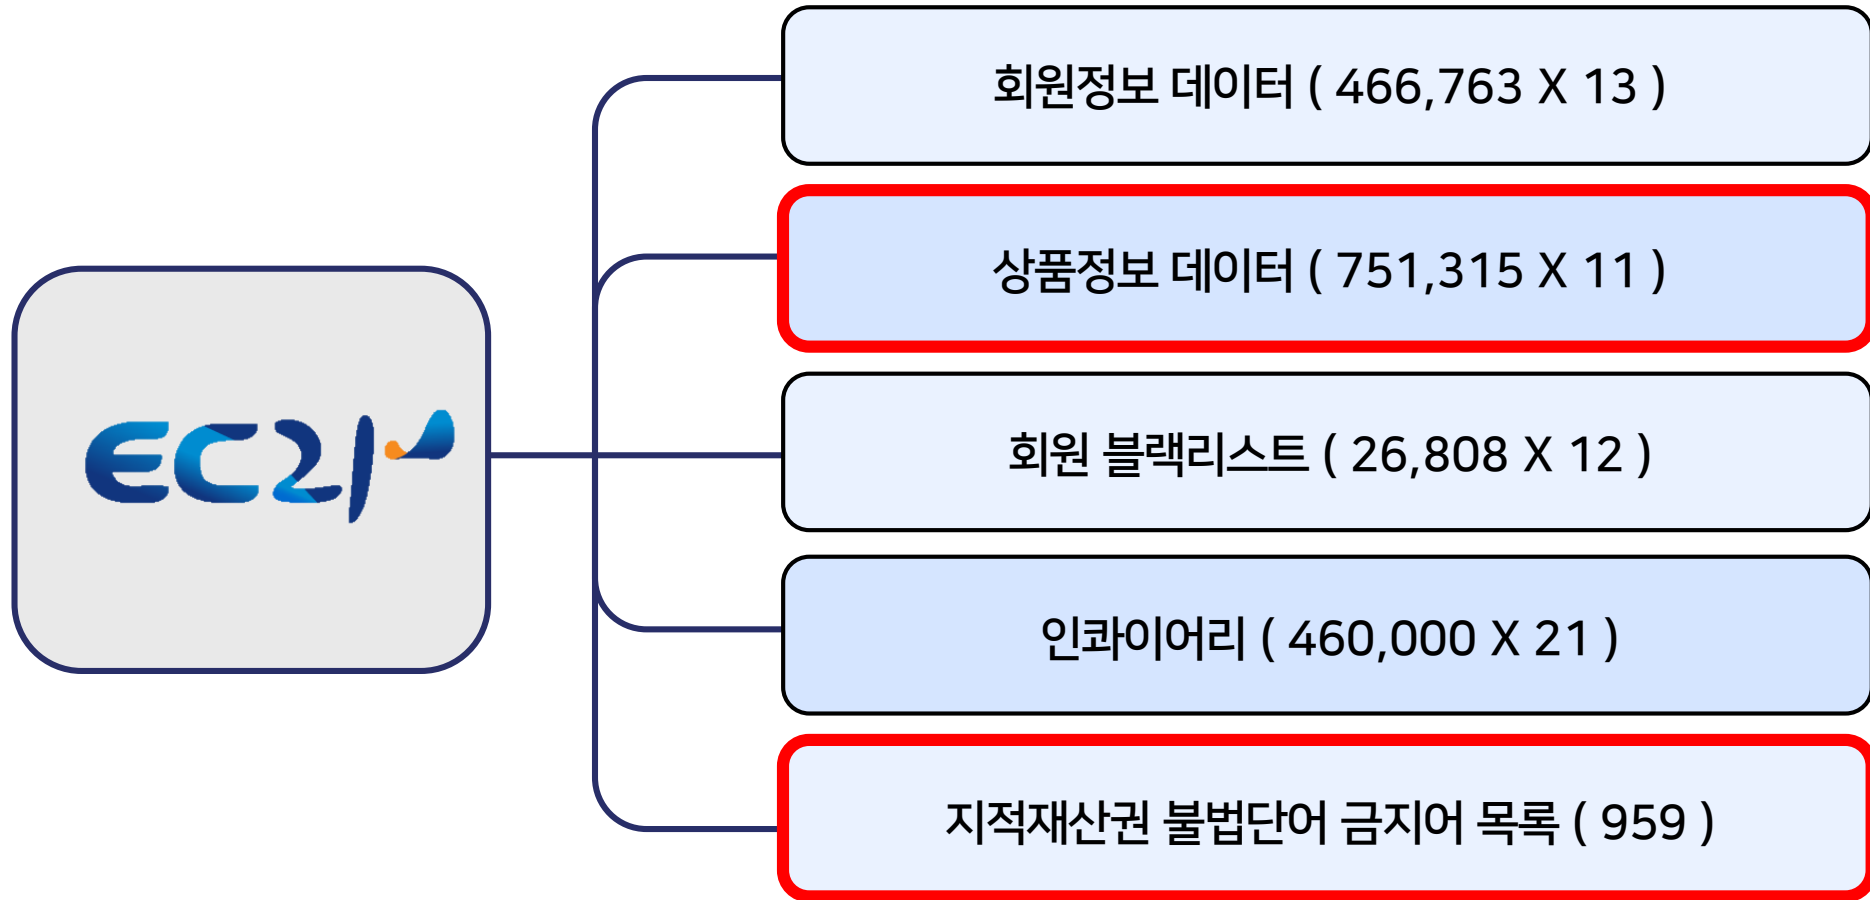 회원정보 데이터 ( 466,763 X 13 )
상품정보 데이터 ( 751,315 X 11 )
EC21
회원 블랙리스트 ( 26,808 X 12 )
인콰이어리 ( 460,000 X 21 )
지적재산권 불법단어 금지어 목록 ( 959 )